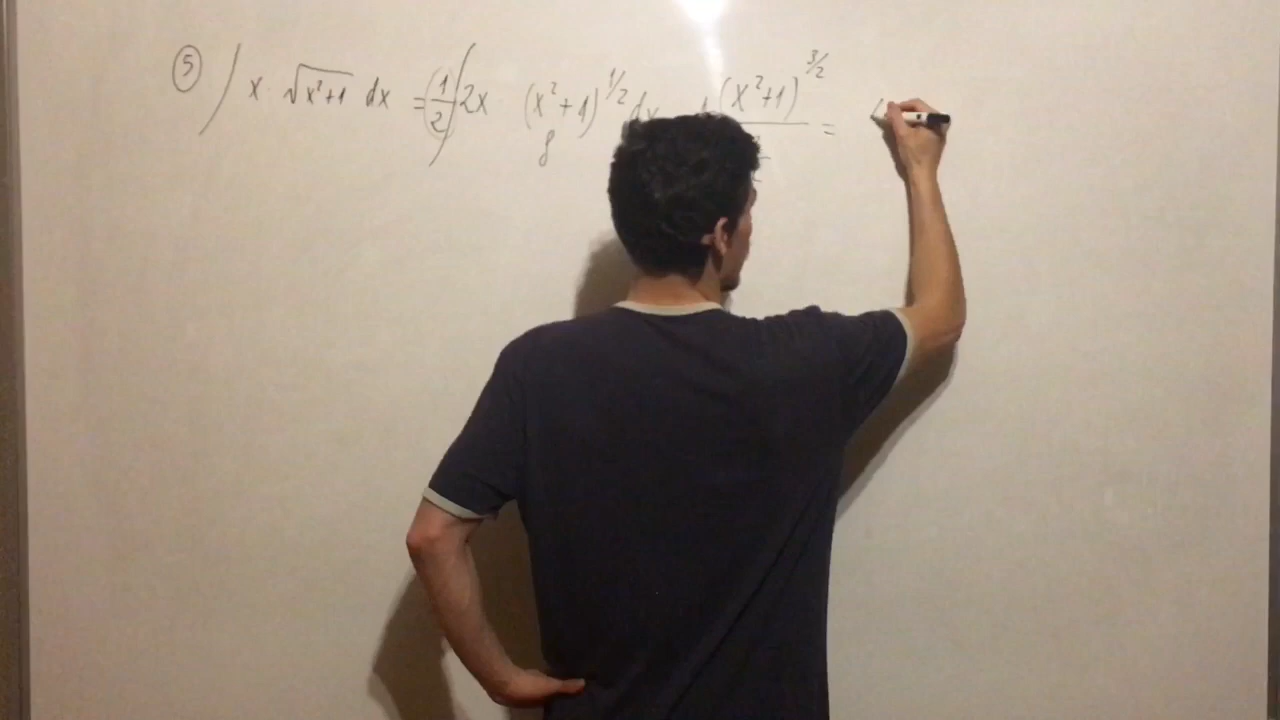 ⑤ ∫ x · √(x²+1) dx = (1/2) ∫ 2x (x²+1)^(1/2) dx (x²+1)^(3/2) =